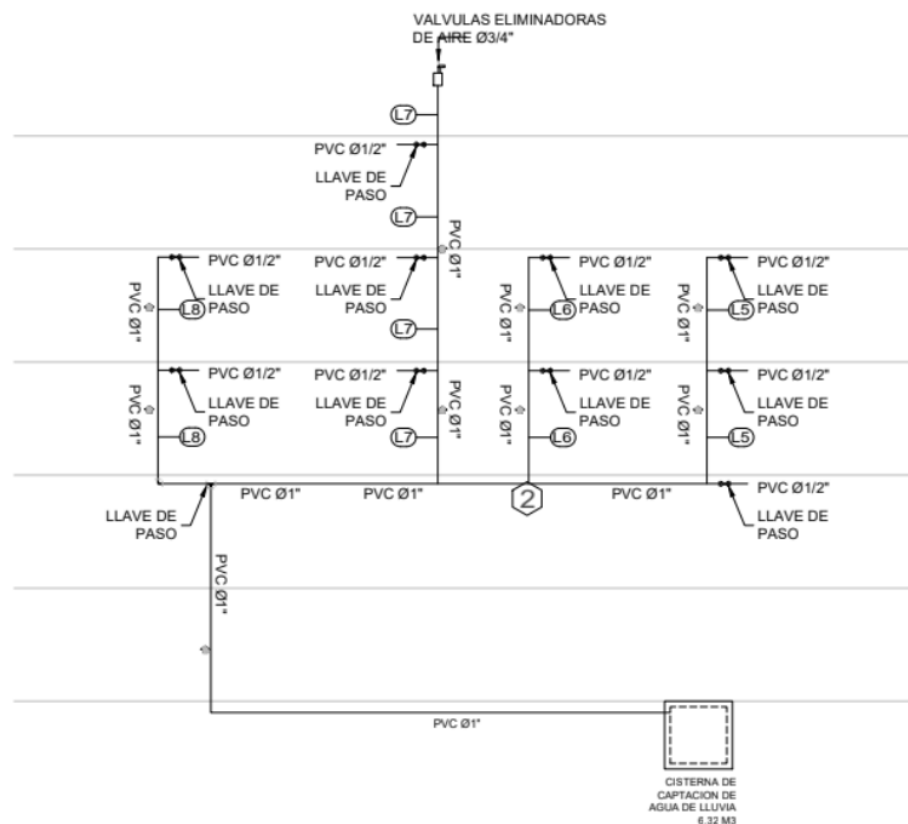 VALVULAS ELIMINADORAS
DE AIRE Ø3/4"
L7
PVC Ø1/2"
LLAVE DE
PASO
L7
PVC Ø1"
PVC Ø1/2"
LLAVE DE
PASO
PVC Ø1/2"
LLAVE DE
PASO
PVC Ø1/2"
LLAVE DE
PASO
PVC Ø1/2"
LLAVE DE
PASO
PVC Ø1"
L8
L7
PVC Ø1"
L6
PVC Ø1"
L5
PVC Ø1/2"
LLAVE DE
PASO
PVC Ø1/2"
LLAVE DE
PASO
PVC Ø1/2"
LLAVE DE
PASO
PVC Ø1/2"
LLAVE DE
PASO
PVC Ø1"
L8
PVC Ø1"
L7
PVC Ø1"
L6
PVC Ø1"
L5
PVC Ø1"
PVC Ø1"
2
PVC Ø1"
PVC Ø1/2"
LLAVE DE
PASO
LLAVE DE
PASO
PVC Ø1"
PVC Ø1"
CISTERNA DE
CAPTACION DE
AGUA DE LLUVIA
6.32 M3